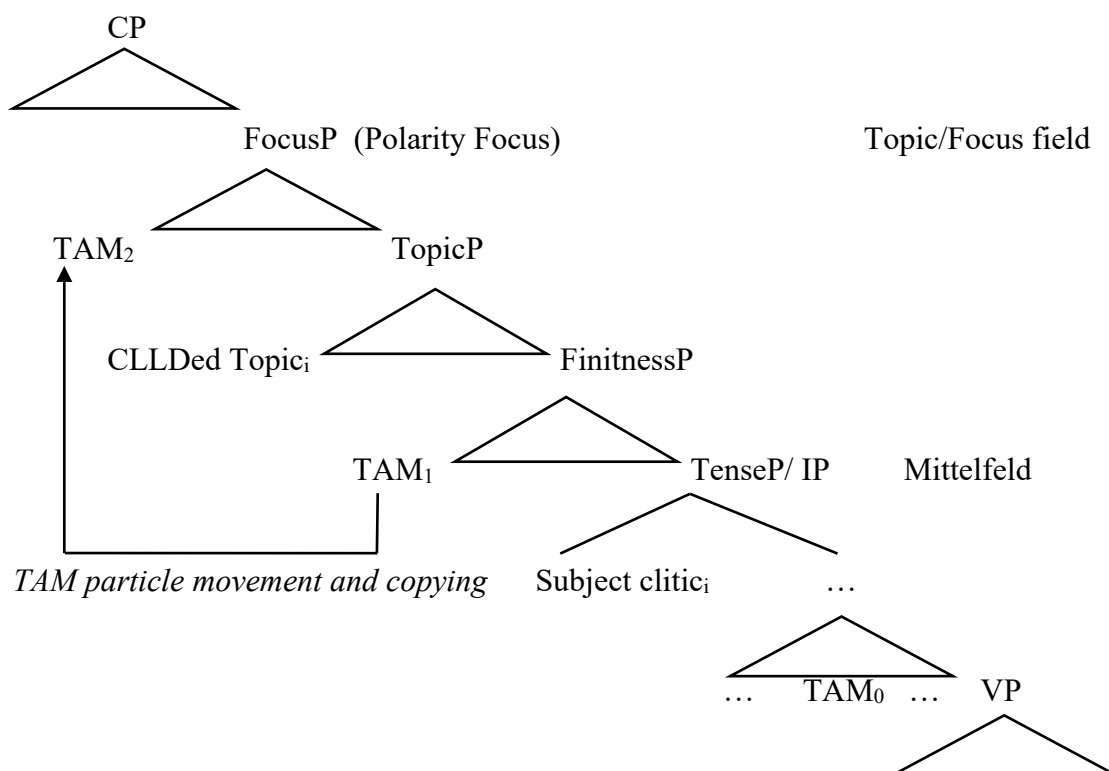 CP
FocusP (Polarity Focus) Topic/Focus field
TAM₂ TopicP
CLLDed Topicᵢ FinitnessP
TAM₁ TenseP/ IP Mittelfeld
TAM particle movement and copying Subject cliticᵢ …
… TAM₀ … VP